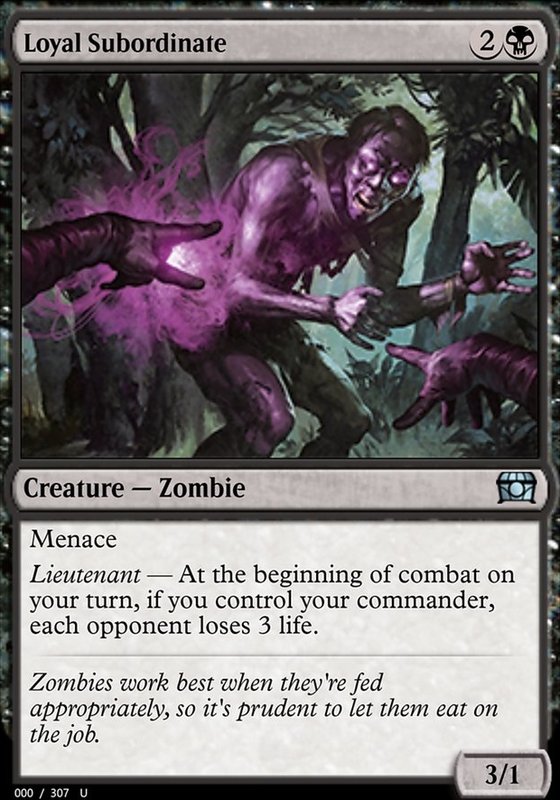 Loyal Subordinate 2
Creature — Zombie
Menace
Lieutenant — At the beginning of combat on
your turn, if you control your commander,
each opponent loses 3 life.
Zombies work best when they're fed
appropriately, so it's prudent to let them eat on
the job.
3/1
000 / 307 U